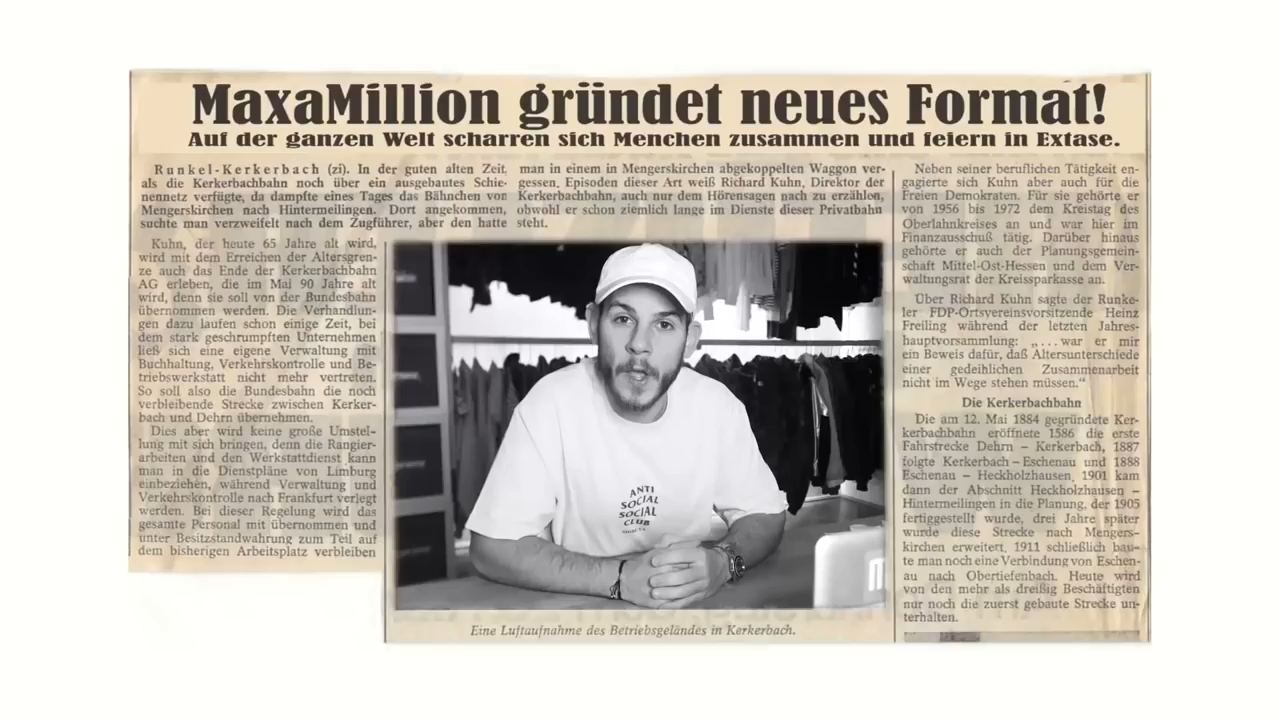 MaxaMillion gründet neues Format!
Auf der ganzen Welt scharren sich Menchen zusammen und feiern in Extase.
Runkel-Kerkerbach (zi). In der guten alten Zeit,
als die Kerkerbachbahn noch über ein ausgebautes Schie-
nennetz verfügte, da dampfte eines Tages das Bähnchen von
Mengerskirchen nach Hintermeilingen. Dort angekommen,
suchte man verzweifelt nach dem Zugführer, aber den hatte
man in einem in Mengerskirchen abgekoppelten Waggon ver-
gessen. Episoden dieser Art weiß Richard Kuhn, Direktor der
Kerkerbachbahn, auch nur dem Hörensagen nach zu erzählen,
obwohl er schon ziemlich lange im Dienste dieser Privatbahn
steht.
Kuhn, der heute 65 Jahre alt wird,
wird mit dem Erreichen der Altersgren-
ze auch das Ende der Kerkerbachbahn
AG erleben, die im Mai 90 Jahre alt
wird, denn sie soll von der Bundesbahn
übernommen werden. Die Verhandlun-
gen dazu laufen schon einige Zeit, bei
dem stark geschrumpften Unternehmen
ließ sich eine eigene Verwaltung mit
Buchhaltung, Verkehrskontrolle und Be-
triebswerkstatt nicht mehr vertreten.
So soll also die Bundesbahn die noch
verbleibende Strecke zwischen Kerker-
bach und Dehrn übernehmen.
Dies aber wird keine große Umstel-
lung mit sich bringen, denn die Rangier-
arbeiten und den Werkstattdienst kann
man in die Dienstpläne von Limburg
einbeziehen, während Verwaltung und
Verkehrskontrolle nach Frankfurt verlegt
werden. Bei dieser Regelung wird das
gesamte Personal mit übernommen und
unter Besitzstandwahrung zum Teil auf
dem bisherigen Arbeitsplatz verbleiben
ANTI
SOCIAL
SOCIAL
CLUB
Eine Luftaufnahme des Betriebsgeländes in Kerkerbach.
Neben seiner beruflichen Tätigkeit en-
gagierte sich Kuhn aber auch für die
Freien Demokraten. Für sie gehörte er
von 1956 bis 1972 dem Kreistag des
Oberlahnkreises an und war hier im
Finanzausschuß tätig. Darüber hinaus
gehörte er auch der Planungsgemein-
schaft Mittel-Ost-Hessen und dem Ver-
waltungsrat der Kreissparkasse an.
Über Richard Kuhn sagte der Runke-
ler FDP-Ortsvereinsvorsitzende Heinz
Freiling während der letzten Jahres-
hauptversammlung: „...war er mir
ein Beweis dafür, daß Altersunterschiede
einer gedeihlichen Zusammenarbeit
nicht im Wege stehen müssen.“
Die Kerkerbachbahn
Die am 12. Mai 1884 gegründete Ker-
kerbachbahn eröffnete 1586 die erste
Fahrstrecke Dehrn – Kerkerbach, 1887
folgte Kerkerbach – Eschenau und 1888
Eschenau – Heckholzhausen, 1901 kam
dann der Abschnitt Heckholzhausen –
Hintermeilingen in die Planung, der 1905
fertiggestellt wurde, drei Jahre später
wurde diese Strecke nach Mengers-
kirchen erweitert. 1911 schließlich bau-
te man noch eine Verbindung von Eschen-
au nach Obertiefenbach. Heute wird
von den mehr als dreißig Beschäftigten
nur noch die zuerst gebaute Strecke un-
terhalten.